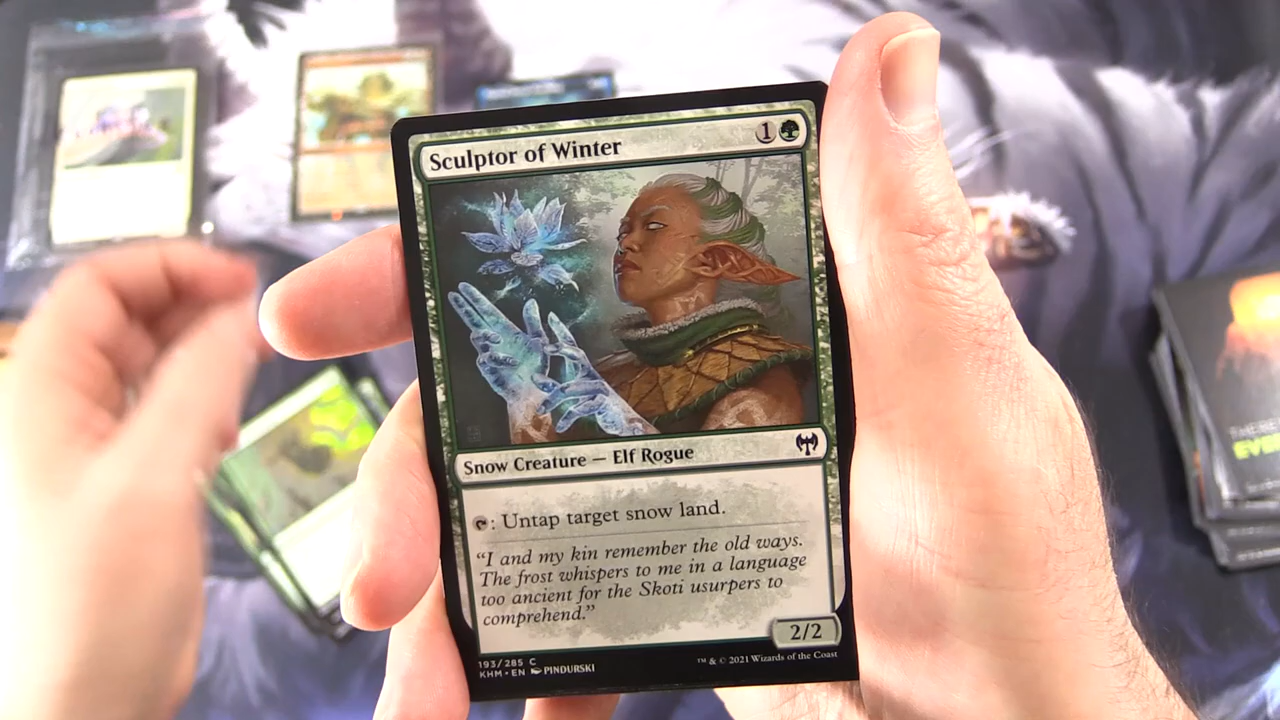 Sculptor of Winter
1
Snow Creature — Elf Rogue
: Untap target snow land.
“I and my kin remember the old ways.
The frost whispers to me in a language
too ancient for the Skoti usurpers to
comprehend.”
2/2
193/285 C
KHM • EN PINDURSKI
™ & © 2021 Wizards of the Coast
THERE
EVE